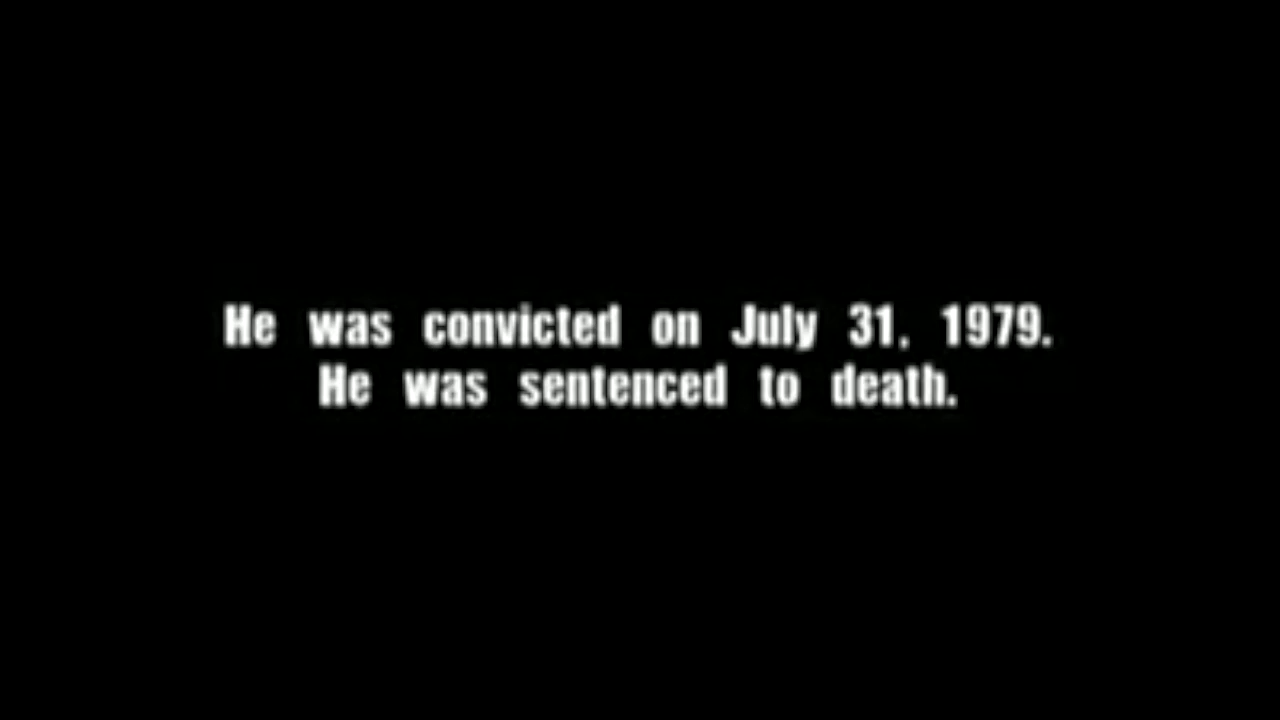 He was convicted on July 31, 1979.
He was sentenced to death.